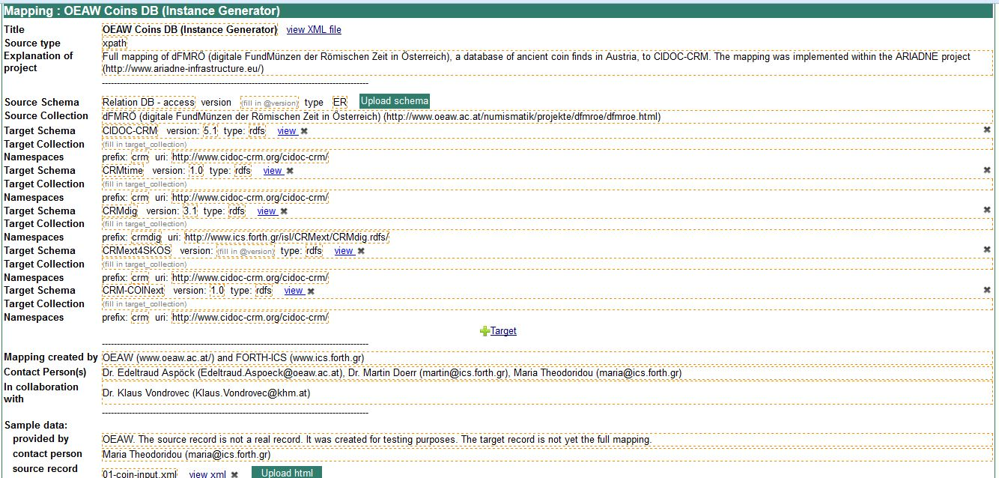 Mapping : OEAW Coins DB (Instance Generator)
Title OEAW Coins DB (Instance Generator) view XML file
Source type xpath
Explanation of project Full mapping of dFMRÖ (digitale FundMünzen der Römischen Zeit in Österreich), a database of ancient coin finds in Austria, to CIDOC-CRM. The mapping was implemented within the ARIADNE project
(http://www.ariadne-infrastructure.eu/)
Source Schema Relation DB - access version (fill in @version) type ER Upload schema
Source Collection dFMRÖ (digitale FundMünzen der Römischen Zeit in Österreich) (http://www.oeaw.ac.at/numismatik/projekte/dfmroe/dfmroe.html)
Target Schema CIDOC-CRM version: 5.1 type: rdfs view ✖ ✖
Target Collection (fill in target_collection)
Namespaces prefix: crm uri: http://www.cidoc-crm.org/cidoc-crm/
Target Schema CRMtime version: 1.0 type: rdfs view ✖ ✖
Target Collection (fill in target_collection)
Namespaces prefix: crm uri: http://www.cidoc-crm.org/cidoc-crm/
Target Schema CRMdig version: 3.1 type: rdfs view ✖ ✖
Target Collection (fill in target_collection)
Namespaces prefix: crmdig uri: http://www.ics.forth.gr/isl/CRMext/CRMdig.rdfs/
Target Schema CRMext4SKOS version: (fill in @version) type: rdfs view ✖ ✖
Target Collection (fill in target_collection)
Namespaces prefix: crm uri: http://www.cidoc-crm.org/cidoc-crm/
Target Schema CRM-COINext version: 1.0 type: rdfs view ✖ ✖
Target Collection (fill in target_collection)
Namespaces prefix: crm uri: http://www.cidoc-crm.org/cidoc-crm/
Target
Mapping created by OEAW (www.oeaw.ac.at/) and FORTH-ICS (www.ics.forth.gr)
Contact Person(s) Dr. Edeltraud Aspöck (Edeltraud.Aspoeck@oeaw.ac.at), Dr. Martin Doerr (martin@ics.forth.gr), Maria Theodoridou (maria@ics.forth.gr)
In collaboration with Dr. Klaus Vondrovec (Klaus.Vondrovec@khm.at)
Sample data:
provided by OEAW. The source record is not a real record. It was created for testing purposes. The target record is not yet the full mapping.
contact person Maria Theodoridou (maria@ics.forth.gr)
source record 01-coin-input.xml view xml ✖ Upload html